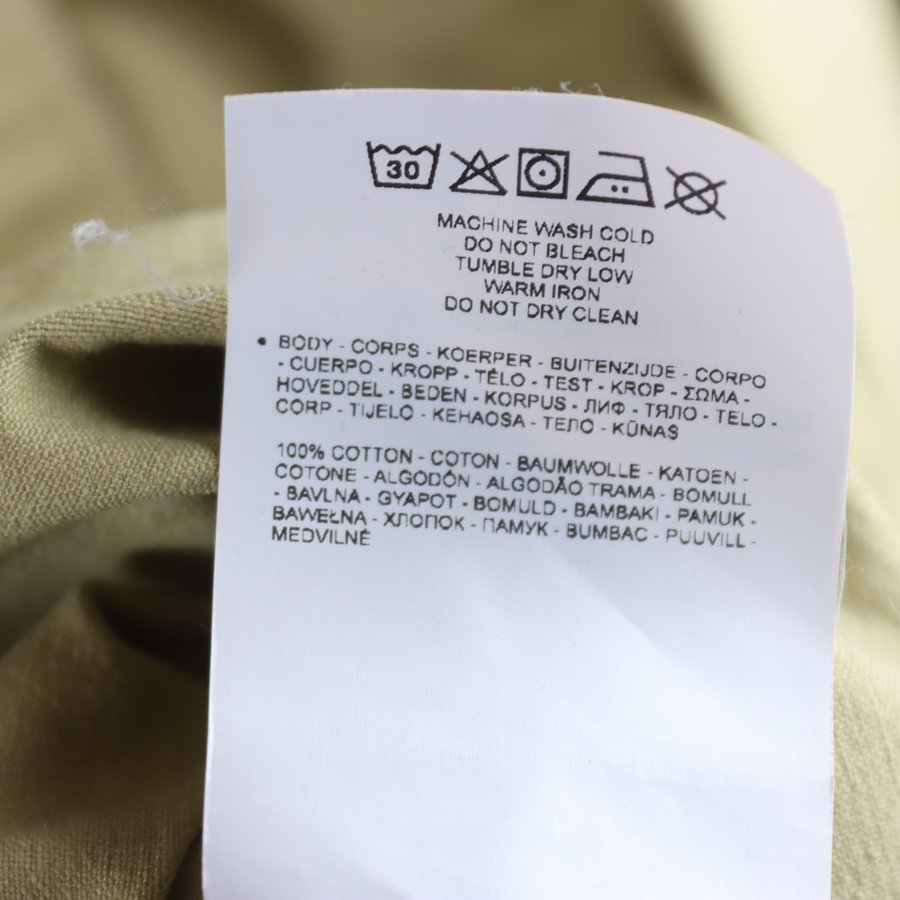 30
MACHINE WASH COLD
DO NOT BLEACH
TUMBLE DRY LOW
WARM IRON
DO NOT DRY CLEAN
• BODY - CORPS - KOERPER - BUITENZIJDE - CORPO
- CUERPO - KROPP - TĚLO - TEST - KROP - ΣΩΜΑ -
HOVEDDEL - BEDEN - KORPUS - ЛИФ - ТЯЛО - TELO -
CORP - TIJELO - KEHAOSA - ТЕЛО - KŪNAS
100% COTTON - COTON - BAUMWOLLE - KATOEN -
COTONE - ALGODÓN - ALGODÃO TRAMA - BOMULL
- BAVLNA - GYAPOT - BOMULD - BAMBAKI - PAMUK -
BAWEŁNA - ХЛОПОК - ПАМУК - BUMBAC - PUUVILL -
MEDVILNĖ